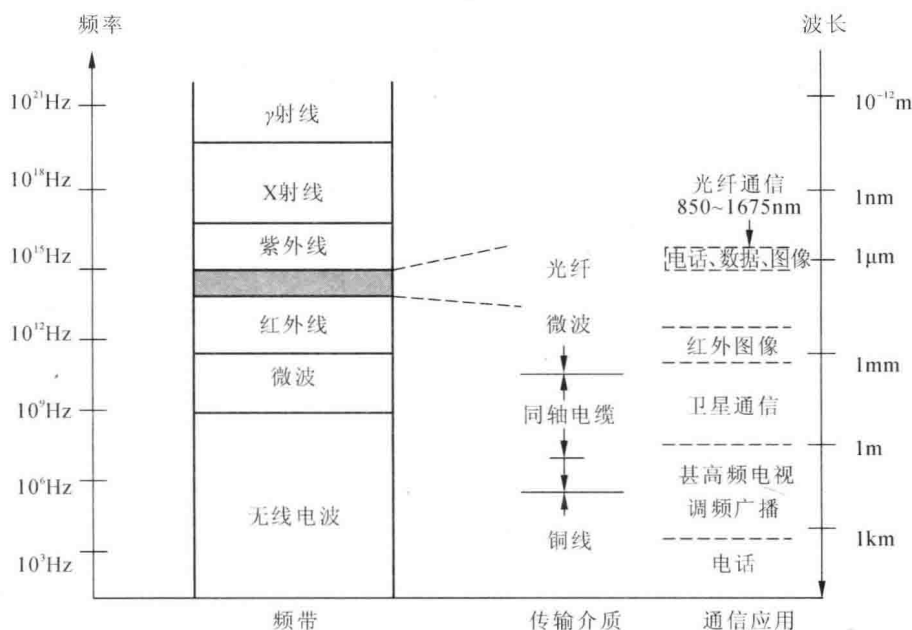 频率
波长
10²¹Hz
10¹⁸Hz
10¹⁵Hz
10¹²Hz
10⁹Hz
10⁶Hz
10³Hz
γ射线
X射线
紫外线
红外线
微波
无线电波
频带
光纤
微波
同轴电缆
铜线
传输介质
光纤通信
850~1675nm
电话、数据、图像
红外图像
卫星通信
甚高频电视
调频广播
电话
通信应用
10⁻¹²m
1nm
1μm
1mm
1m
1km